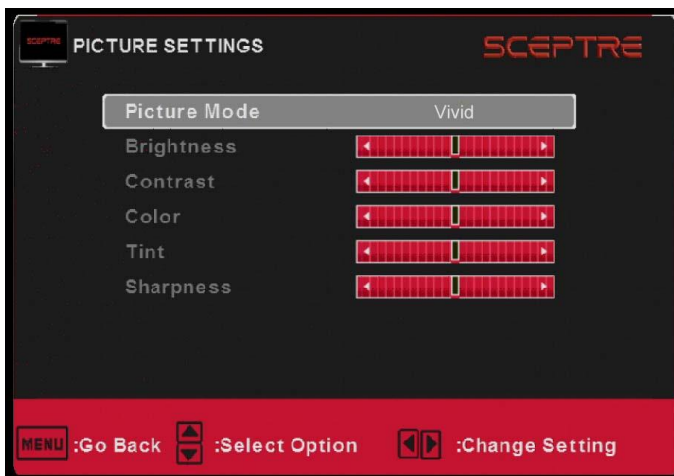 SCEPTRE PICTURE SETTINGS SCEPTRE
Picture Mode Vivid
Brightness
Contrast
Color
Tint
Sharpness
MENU :Go Back :Select Option :Change Setting